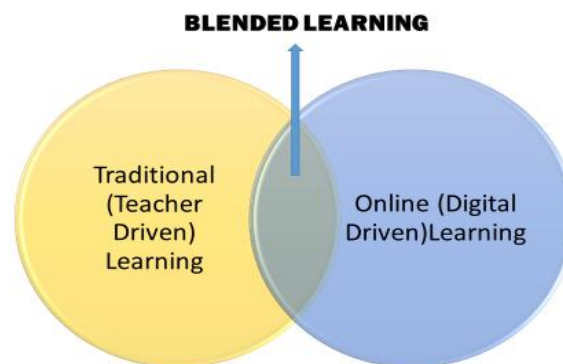 BLENDED LEARNING
Traditional
(Teacher
Driven)
Learning
Online (Digital
Driven)Learning